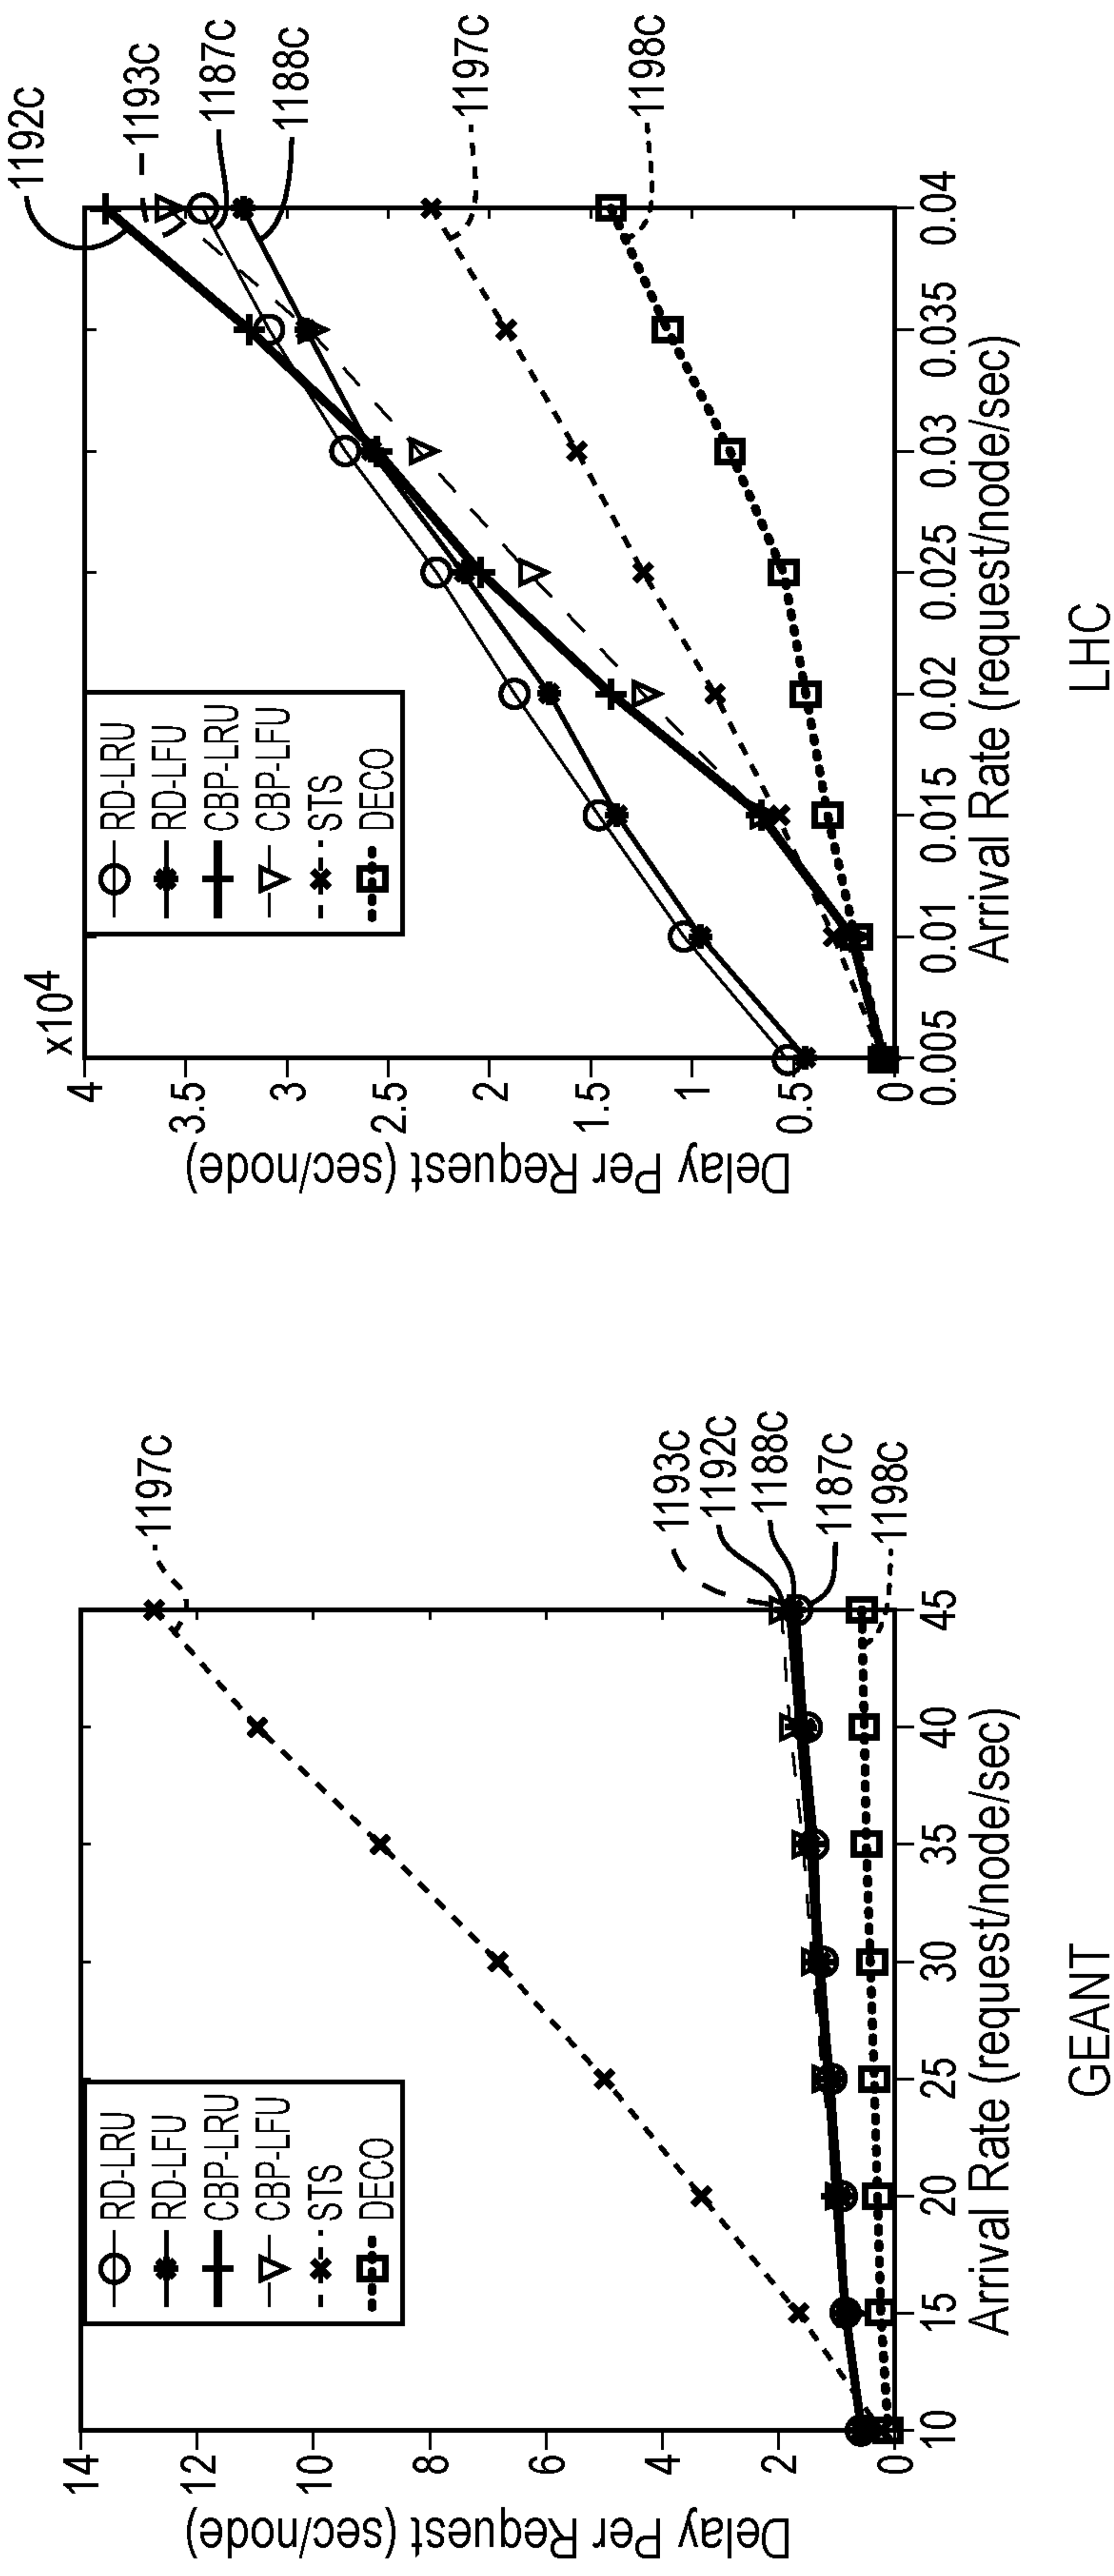 14
12
10
8
6
4
2
0
Delay Per Request (sec/node)
RD-LRU
RD-LFU
CBP-LRU
CBP-LFU
STS
DECO
10 15 20 25 30 35 40 45
Arrival Rate (request/node/sec)
1197C
1193C
1192C
1188C
1187C
1198C
GEANT
x10⁴
4
3.5
3
2.5
2
1.5
1
0.5
0
Delay Per Request (sec/node)
RD-LRU
RD-LFU
CBP-LRU
CBP-LFU
STS
DECO
0.005 0.01 0.015 0.02 0.025 0.03 0.035 0.04
Arrival Rate (request/node/sec)
1192C
1193C
1187C
1188C
1197C
1198C
LHC